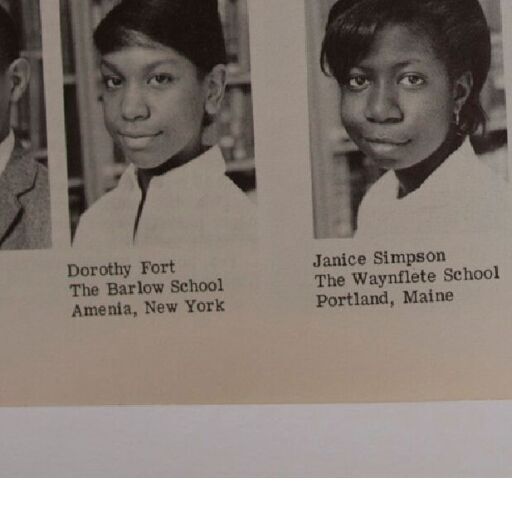 Dorothy Fort
The Barlow School
Amenia, New York
Janice Simpson
The Waynflete School
Portland, Maine